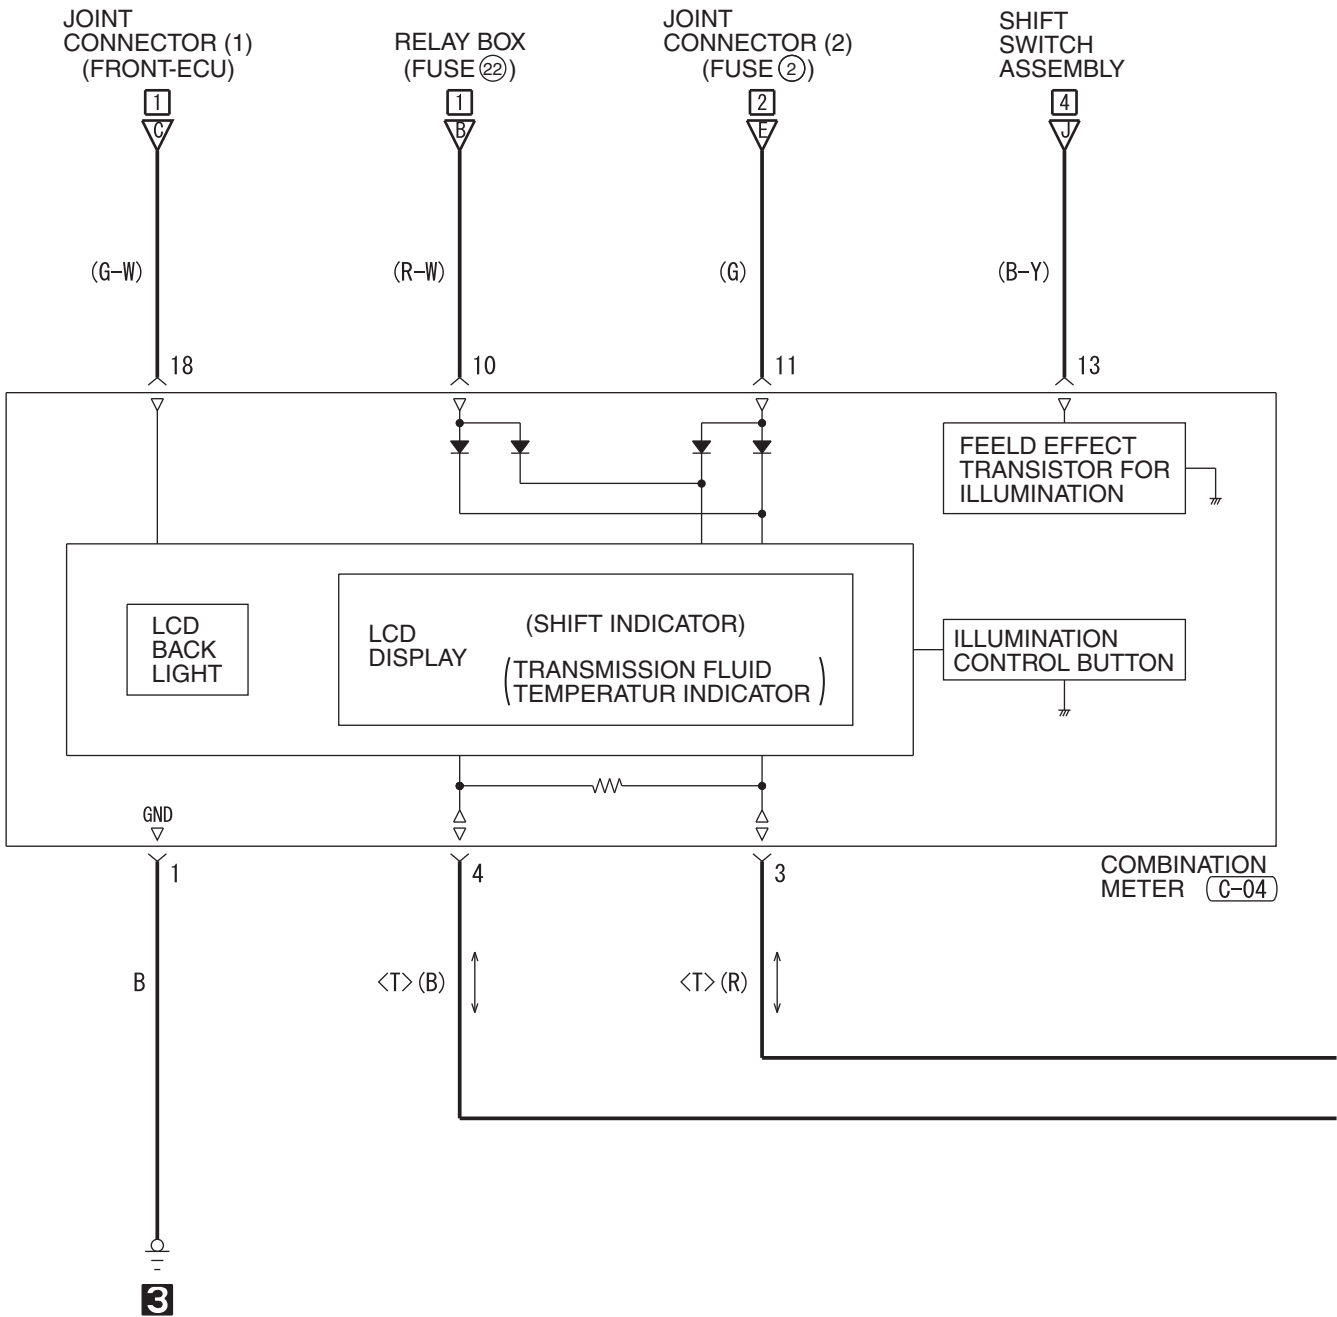 JOINT
CONNECTOR (1)
(FRONT-ECU)
RELAY BOX
(FUSE 22)
JOINT
CONNECTOR (2)
(FUSE 2)
SHIFT
SWITCH
ASSEMBLY
1
1
2
4
C
B
E
J
(G-W)
(R-W)
(G)
(B-Y)
18
10
11
13
FEELD EFFECT
TRANSISTOR FOR
ILLUMINATION
LCD
BACK
LIGHT
LCD
DISPLAY
(SHIFT INDICATOR)
(TRANSMISSION FLUID
TEMPERATUR INDICATOR)
ILLUMINATION
CONTROL BUTTON
GND
1
4
3
COMBINATION
METER C-04
B
<T>(B)
<T>(R)
3